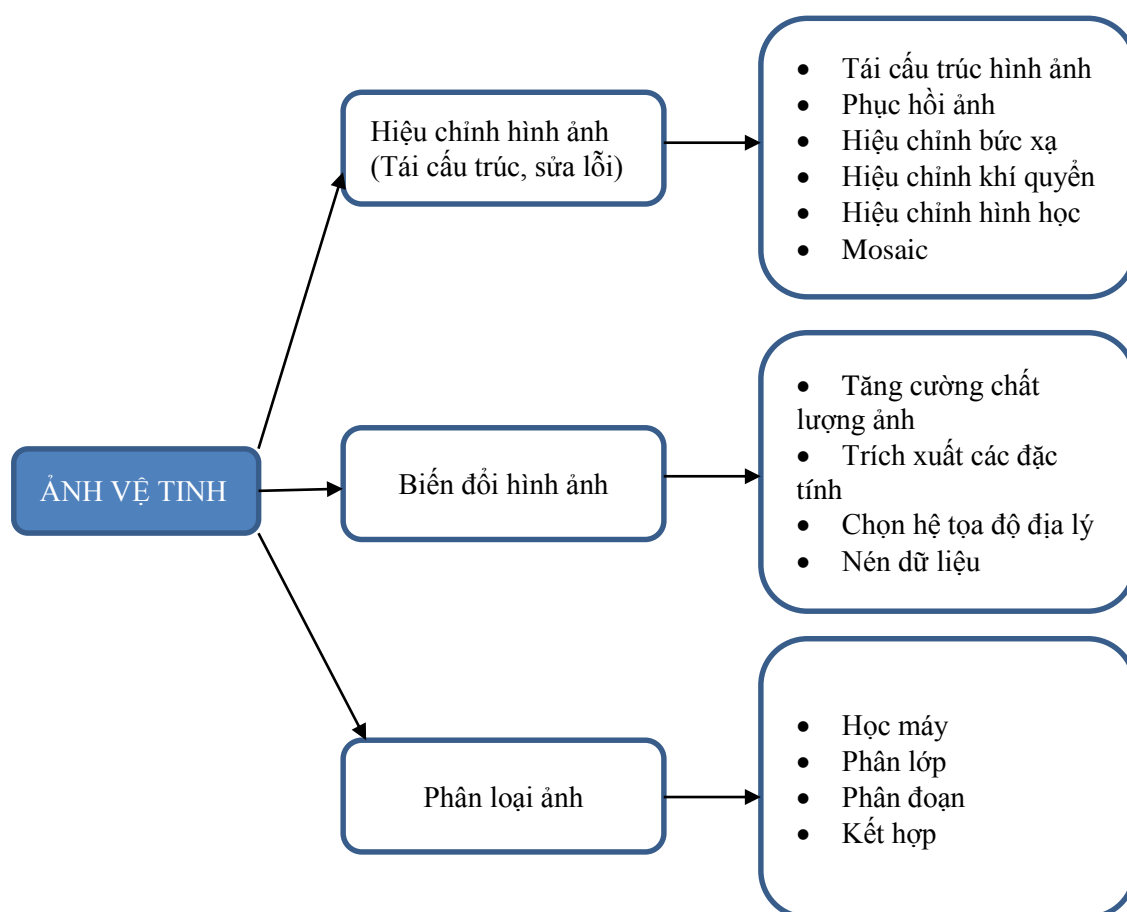 Hiệu chỉnh hình ảnh
(Tái cấu trúc, sửa lỗi)
• Tái cấu trúc hình ảnh
• Phục hồi ảnh
• Hiệu chỉnh bức xạ
• Hiệu chỉnh khí quyển
• Hiệu chỉnh hình học
• Mosaic
ẢNH VỆ TINH
Biến đổi hình ảnh
• Tăng cường chất
lượng ảnh
• Trích xuất các đặc
tính
• Chọn hệ tọa độ địa lý
• Nén dữ liệu
Phân loại ảnh
• Học máy
• Phân lớp
• Phân đoạn
• Kết hợp